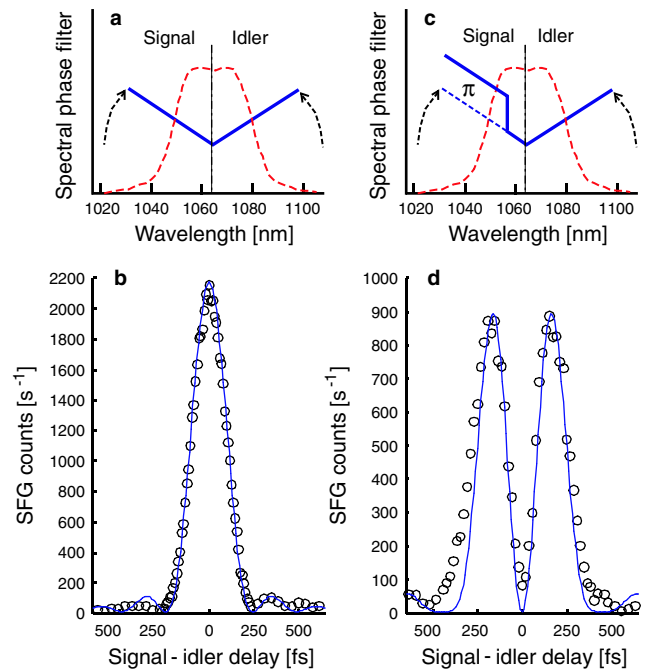 a
Signal Idler
Spectral phase filter
1020 1040 1060 1080 1100
Wavelength [nm]
c
Signal Idler
π
Spectral phase filter
1020 1040 1060 1080 1100
Wavelength [nm]
b
SFG counts [s⁻¹]
2200
2000
1800
1600
1400
1200
1000
800
600
400
200
0
500 250 0 250 500
Signal - idler delay [fs]
d
SFG counts [s⁻¹]
1000
900
800
700
600
500
400
300
200
100
0
500 250 0 250 500
Signal - idler delay [fs]